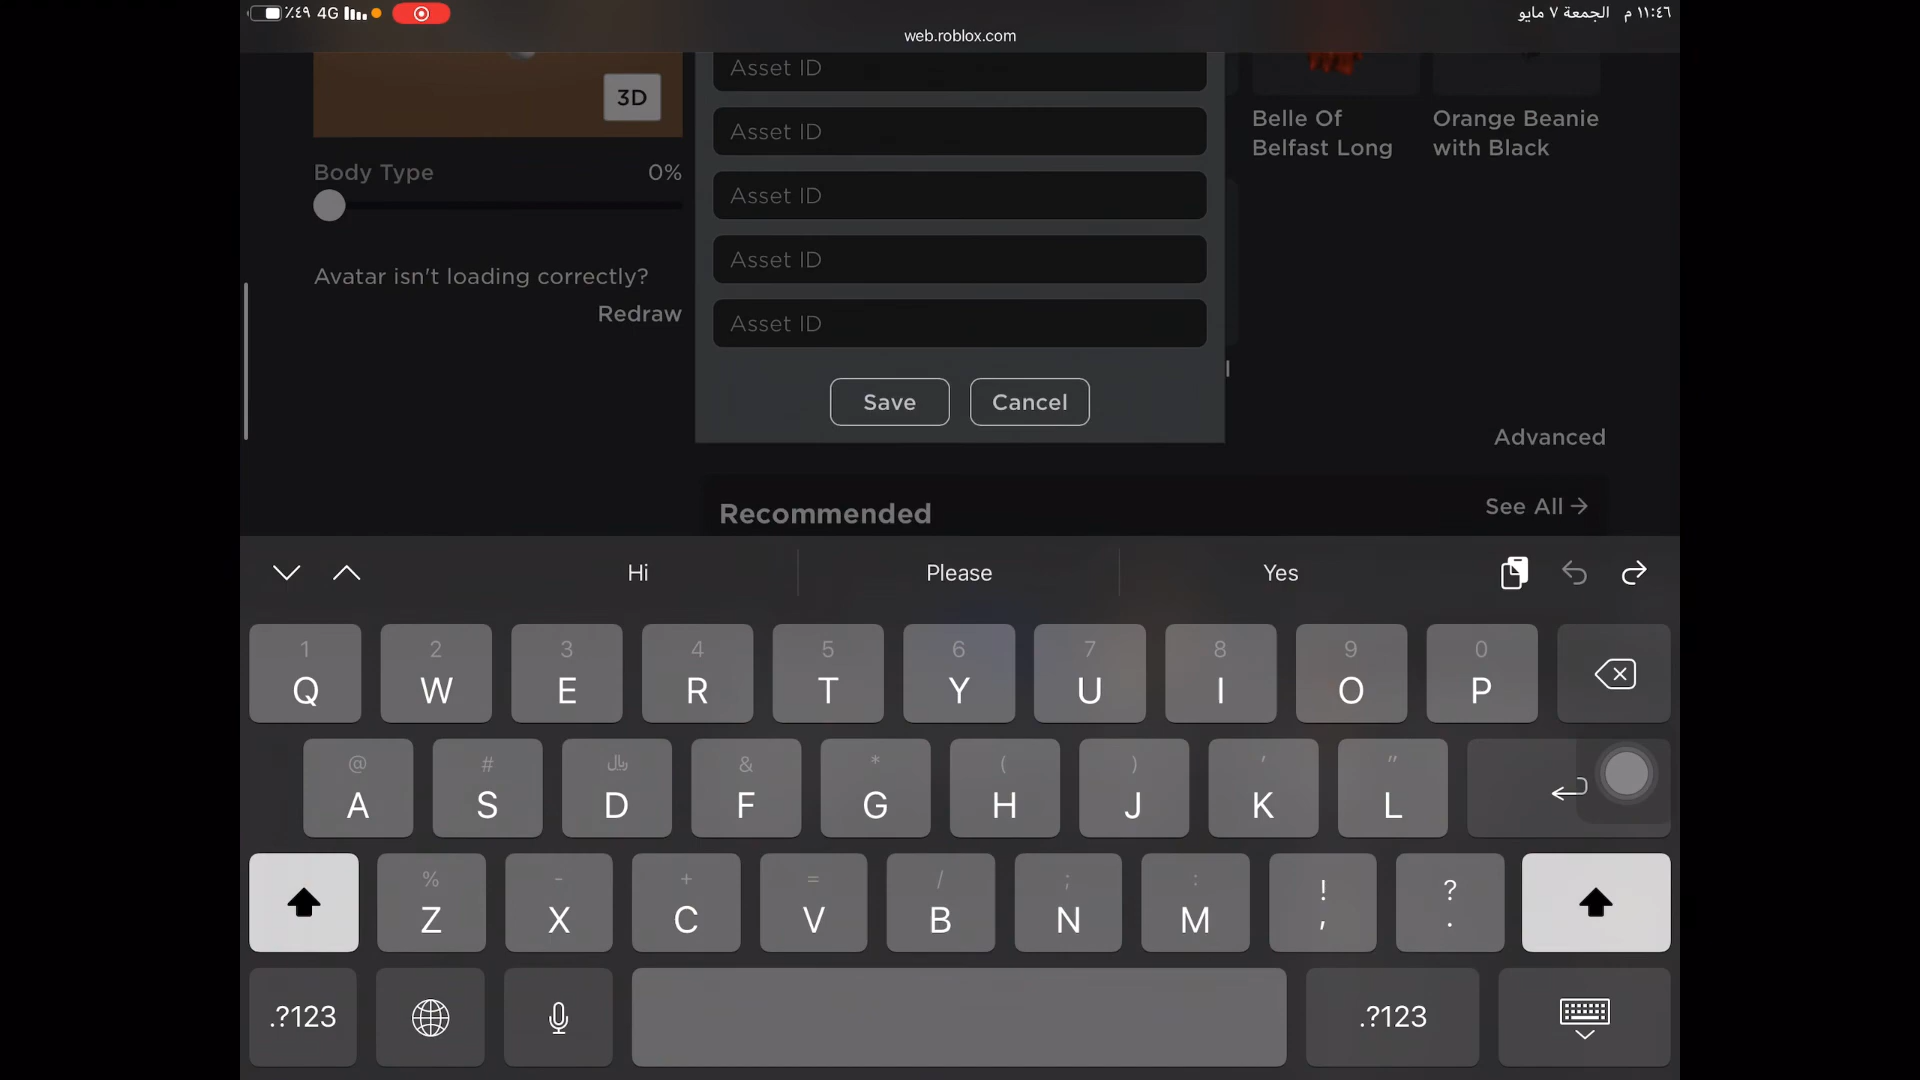 ٪٤٩ 4G
١١:٤٦ م الجمعة ٧ مايو
web.roblox.com
3D
Body Type 0%
Avatar isn't loading correctly?
Redraw
Asset ID
Asset ID
Asset ID
Asset ID
Asset ID
Save Cancel
Belle Of
Belfast Long
Orange Beanie
with Black
Advanced
Recommended See All →
Hi Please Yes
1 2 3 4 5 6 7 8 9 0
Q W E R T Y U I O P
@ # ﷼ & * ( ) ' "
A S D F G H J K L
% - + = / ; : ! ?
Z X C V B N M , .
.?123 .?123